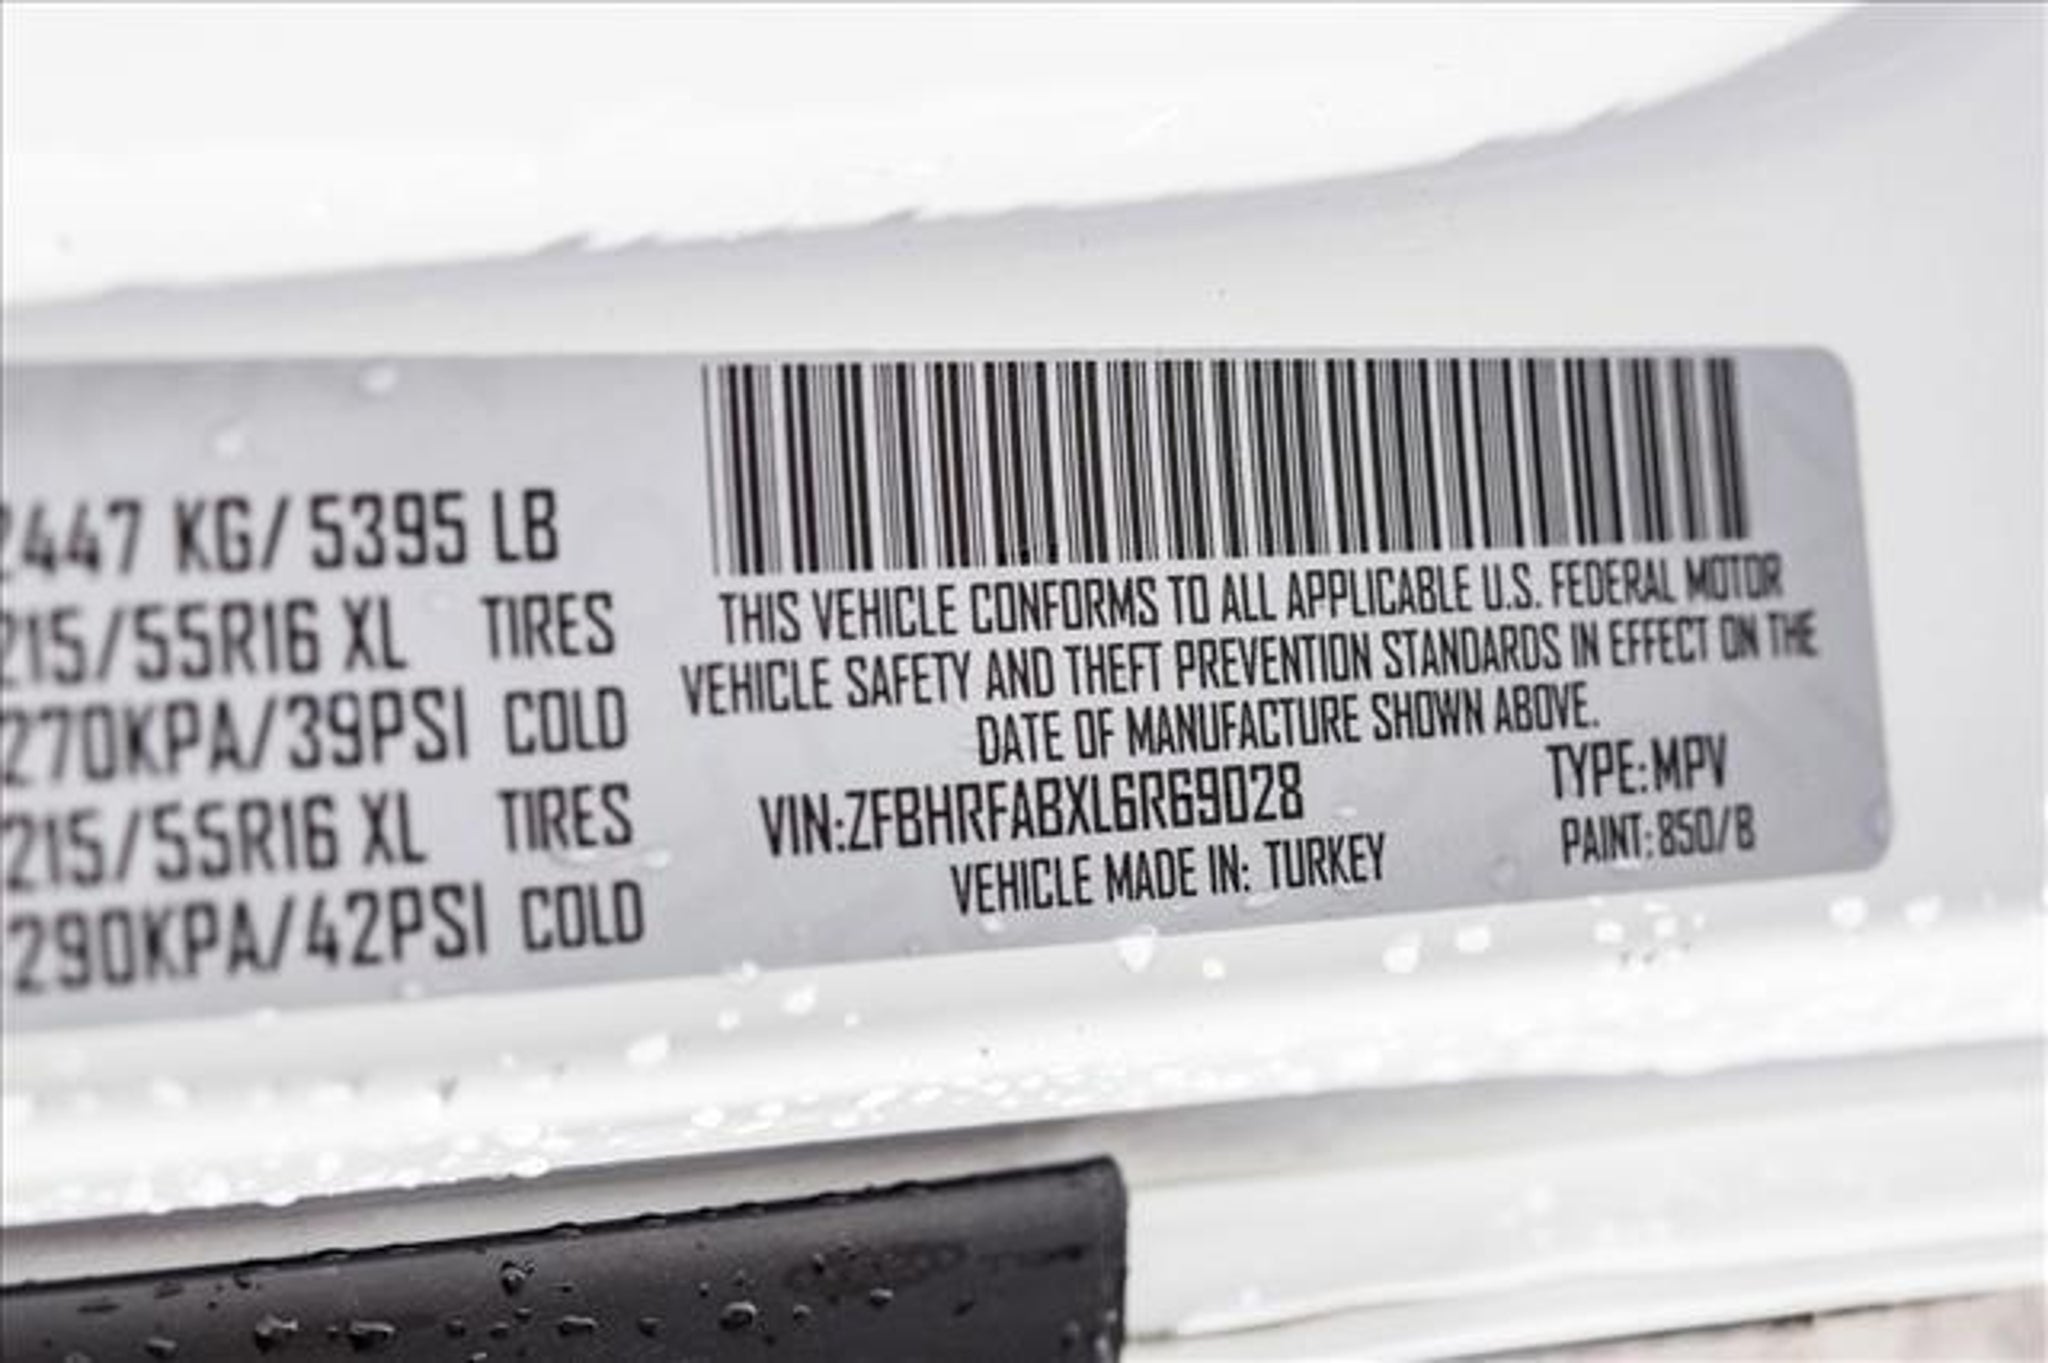 2447 KG/5395 LB
215/55R16 XL TIRES
270KPA/39PSI COLD
215/55R16 XL TIRES
290KPA/42PSI COLD
THIS VEHICLE CONFORMS TO ALL APPLICABLE U.S. FEDERAL MOTOR
VEHICLE SAFETY AND THEFT PREVENTION STANDARDS IN EFFECT ON THE
DATE OF MANUFACTURE SHOWN ABOVE.
VIN:ZFBHRFABXL6R69028 TYPE:MPV
VEHICLE MADE IN: TURKEY PAINT:850/8